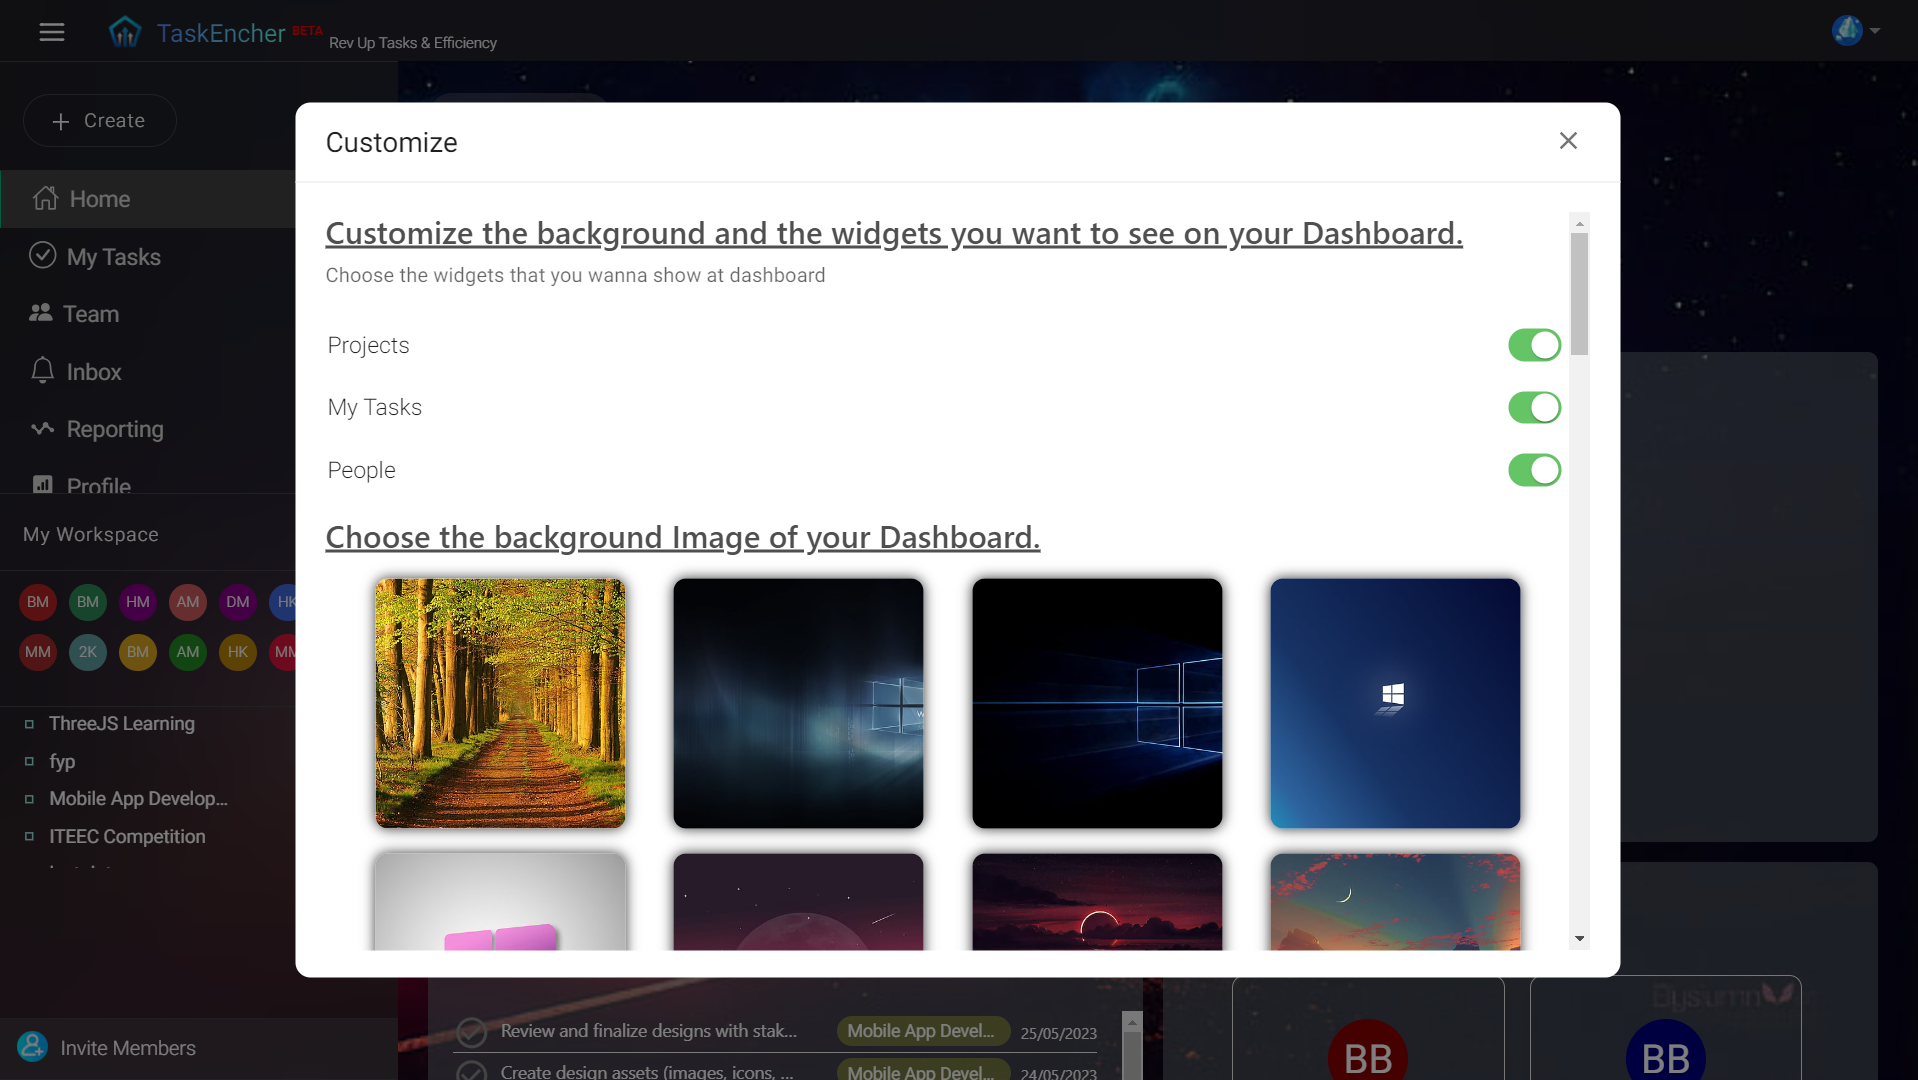 TaskEncher BETA Rev Up Tasks & Efficiency
Create
Home
My Tasks
Team
Inbox
Reporting
Profile
My Workspace
BM BM HM AM DM HK
MM 2K BM AM HK MM
ThreeJS Learning
fyp
Mobile App Develop...
ITEEC Competition
Invite Members
Customize
Customize the background and the widgets you want to see on your Dashboard.
Choose the widgets that you wanna show at dashboard
Projects
My Tasks
People
Choose the background Image of your Dashboard.
Review and finalize designs with stak... Mobile App Devel... 25/05/2023
Create design assets (images, icons, ... Mobile App Devel... 24/05/2023
BB
BB